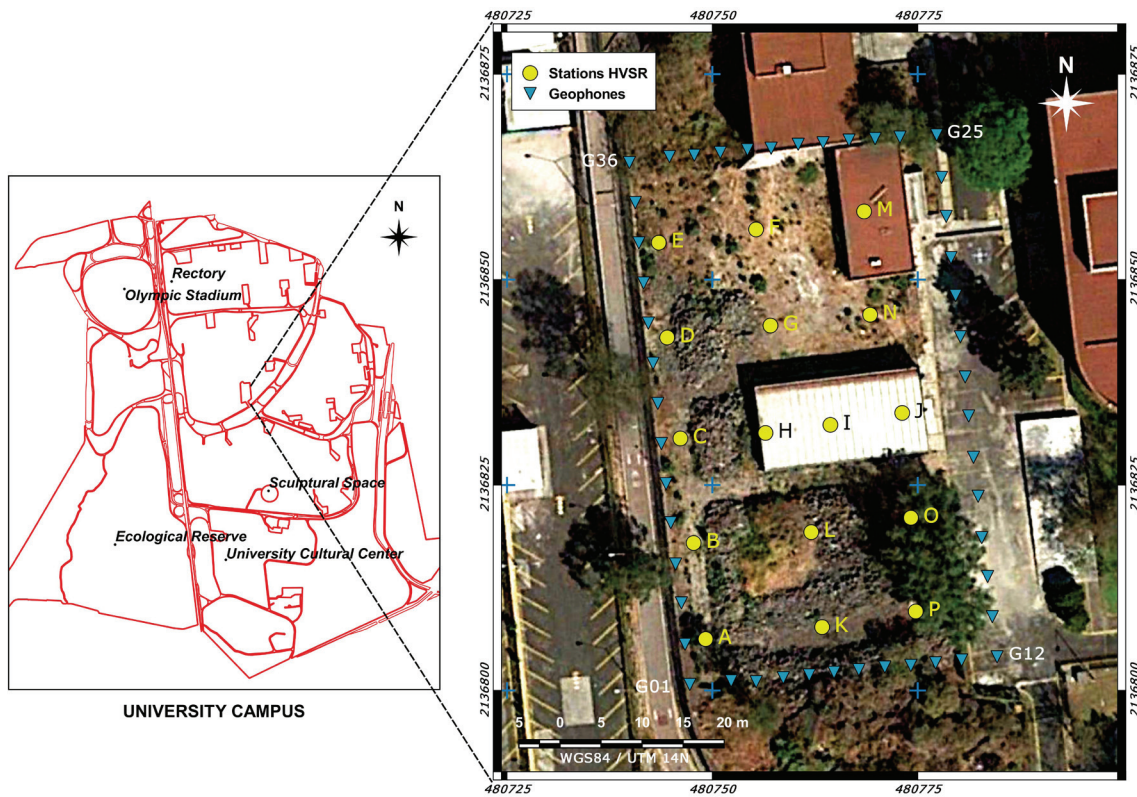 N
Rectory
Olympic Stadium
Sculptural Space
Ecological Reserve
University Cultural Center
UNIVERSITY CAMPUS
480725 480750 480775
2136875 2136875
Stations HVSR
Geophones
N
G36 G25
M
F
E
2136850 2136850
N
G
D
J
I
H
C
2136825 2136825
O
L
B
P
K
A
G12
G01
2136800 2136800
5 0 5 10 15 20 m
WGS84 / UTM 14N
480725 480750 480775